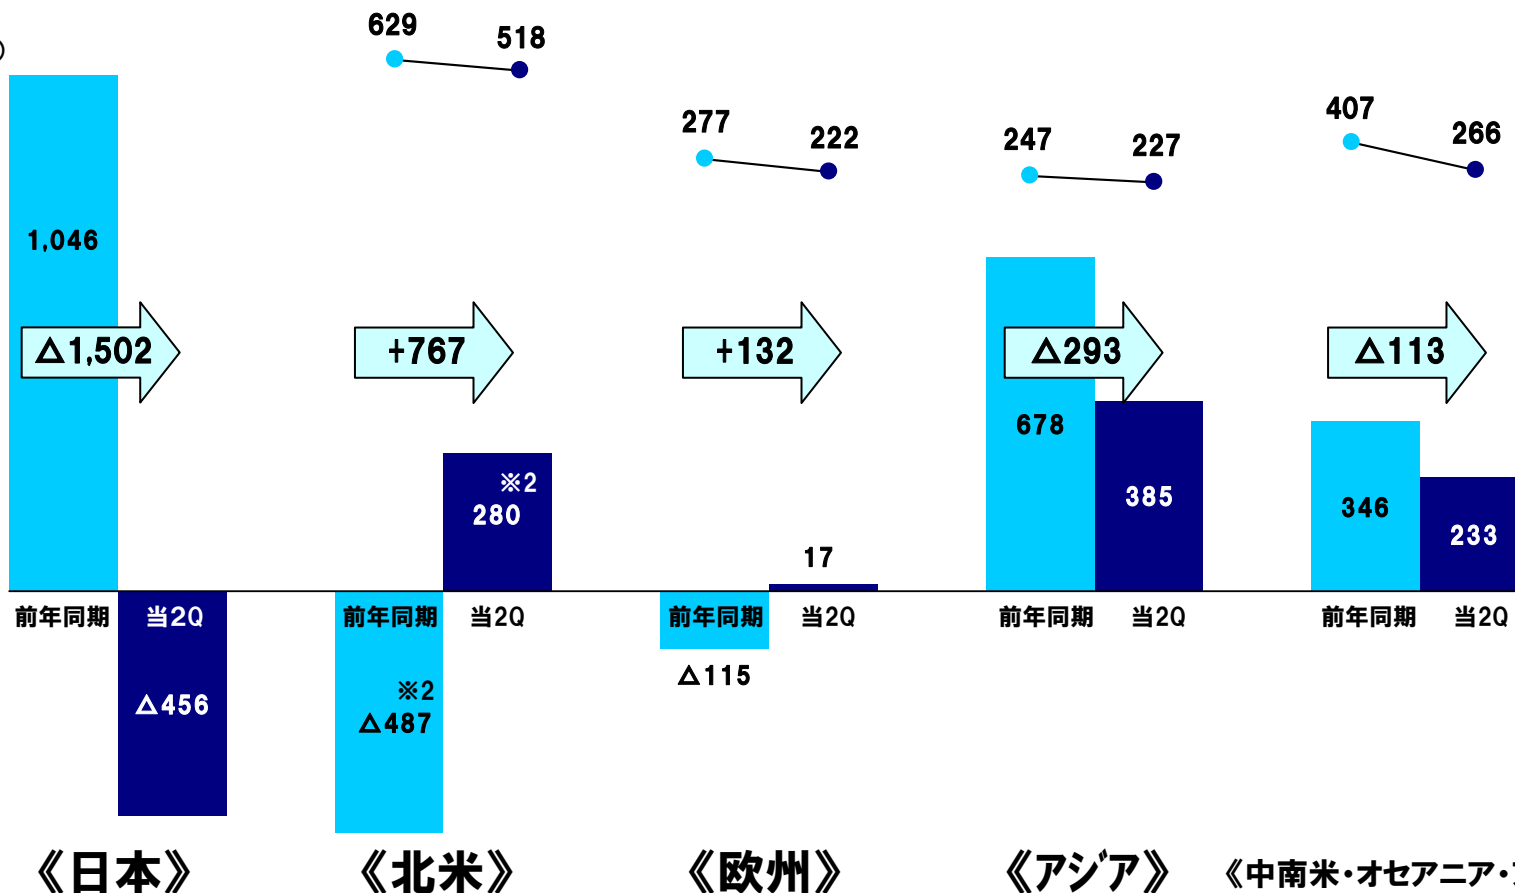 629
518
)
277
222
247
227
407
266
1,046
△1,502
+767
+132
△293
△113
678
※2
280
385
346
233
17
前年同期
当2Q
前年同期
当2Q
前年同期
当2Q
前年同期
当2Q
前年同期
当2Q
△456
※2
△487
△115
《日本》
《北米》
《欧州》
《アジア》
《中南米・オセアニア・